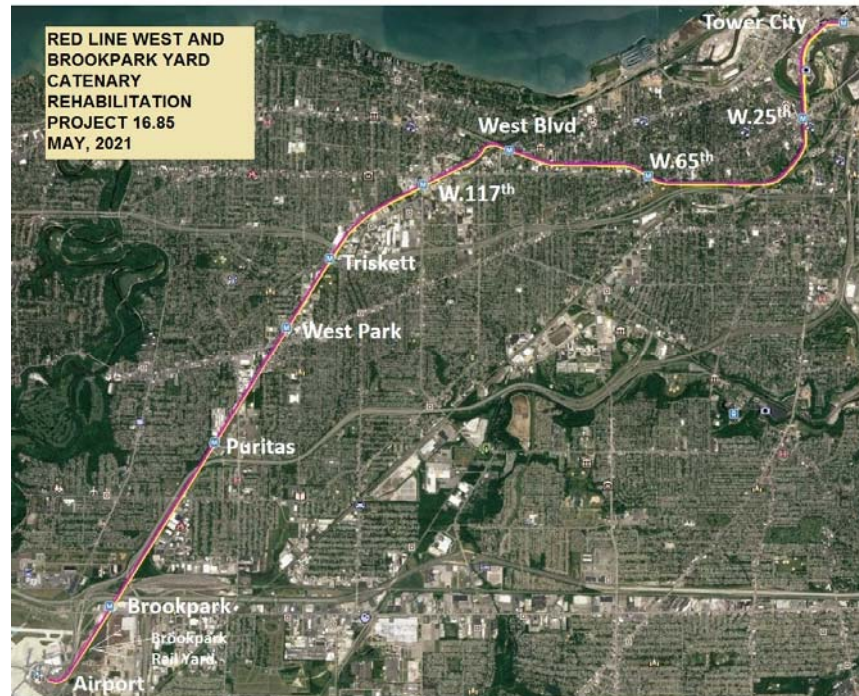 RED LINE WEST AND
BROOKPARK YARD
CATENARY
REHABILITATION
PROJECT 16.85
MAY, 2021
Tower City
W.25th
West Blvd
W.65th
W.117th
Triskett
West Park
Puritas
Brookpark
Brookpark
Rail Yard
Airport